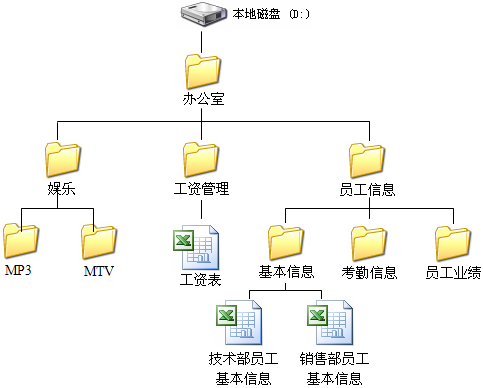 本地磁盘 (D:)
办公室
娱乐
工资管理
员工信息
MP3
MTV
工资表
基本信息
考勤信息
员工业绩
技术部员工
基本信息
销售部员工
基本信息